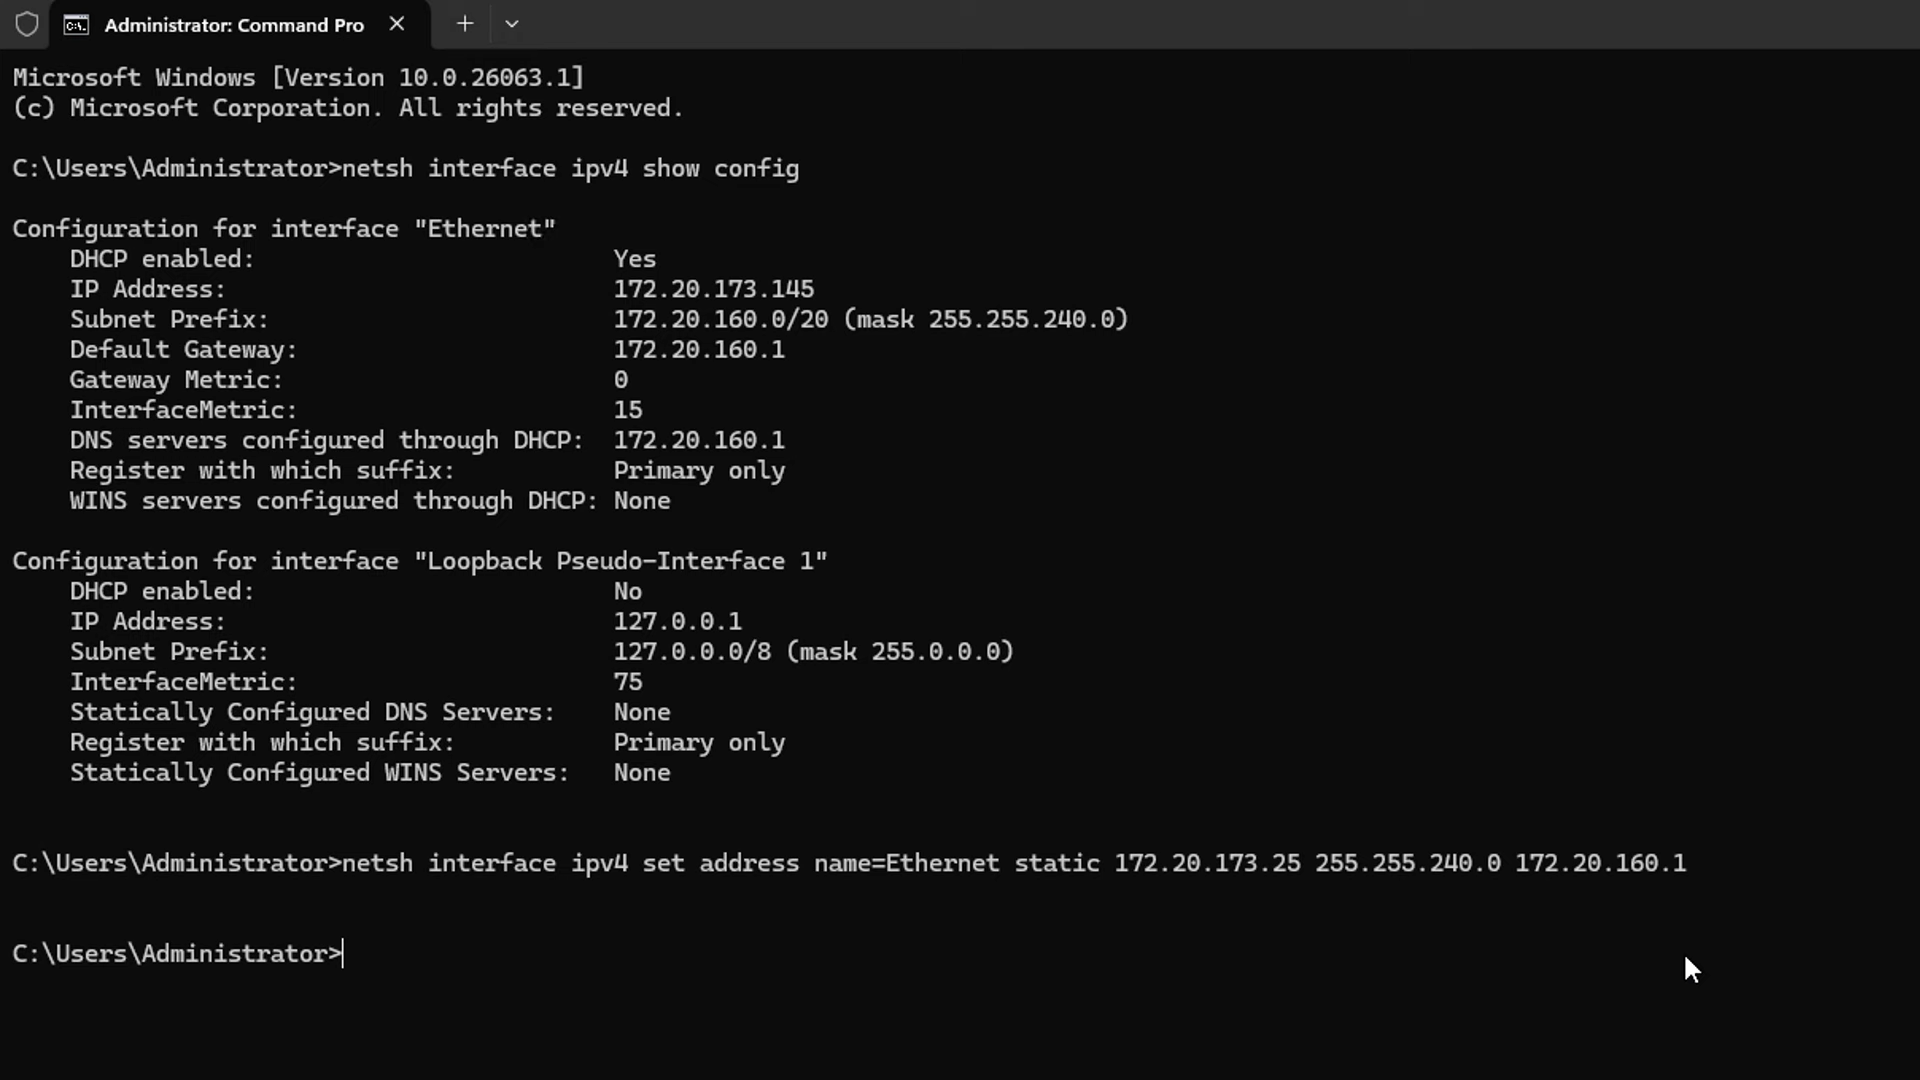 Administrator: Command Pro
Microsoft Windows [Version 10.0.26063.1]
(c) Microsoft Corporation. All rights reserved.
C:\Users\Administrator>netsh interface ipv4 show config
Configuration for interface "Ethernet"
DHCP enabled: Yes
IP Address: 172.20.173.145
Subnet Prefix: 172.20.160.0/20 (mask 255.255.240.0)
Default Gateway: 172.20.160.1
Gateway Metric: 0
InterfaceMetric: 15
DNS servers configured through DHCP: 172.20.160.1
Register with which suffix: Primary only
WINS servers configured through DHCP: None
Configuration for interface "Loopback Pseudo-Interface 1"
DHCP enabled: No
IP Address: 127.0.0.1
Subnet Prefix: 127.0.0.0/8 (mask 255.0.0.0)
InterfaceMetric: 75
Statically Configured DNS Servers: None
Register with which suffix: Primary only
Statically Configured WINS Servers: None
C:\Users\Administrator>netsh interface ipv4 set address name=Ethernet static 172.20.173.25 255.255.240.0 172.20.160.1
C:\Users\Administrator>